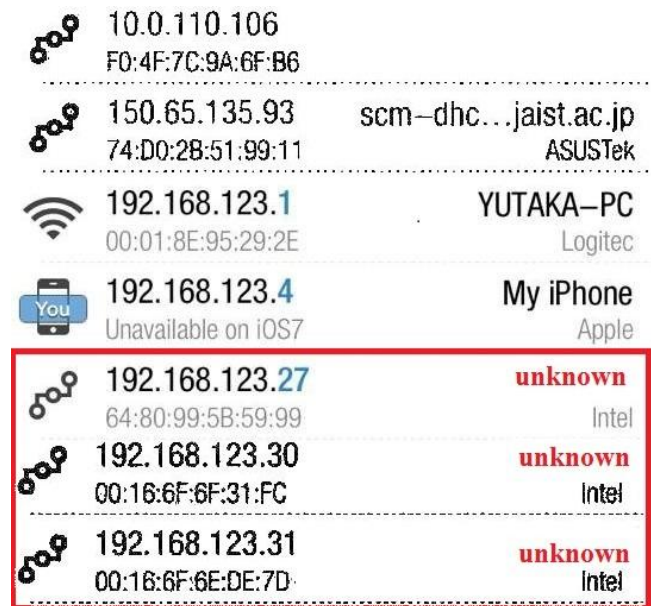 10.0.110.106
F0:4F:7C:9A:6F:B6
150.65.135.93 scm-dhc...jaist.ac.jp
74:D0:2B:51:99:11 ASUSTek
192.168.123.1 YUTAKA-PC
00:01:8E:95:29:2E Logitec
You 192.168.123.4 My iPhone
Unavailable on iOS7 Apple
192.168.123.27 unknown
64:80:99:5B:59:99 Intel
192.168.123.30 unknown
00:16:6F:6F:31:FC Intel
192.168.123.31 unknown
00:16:6F:6E:DE:7D Intel